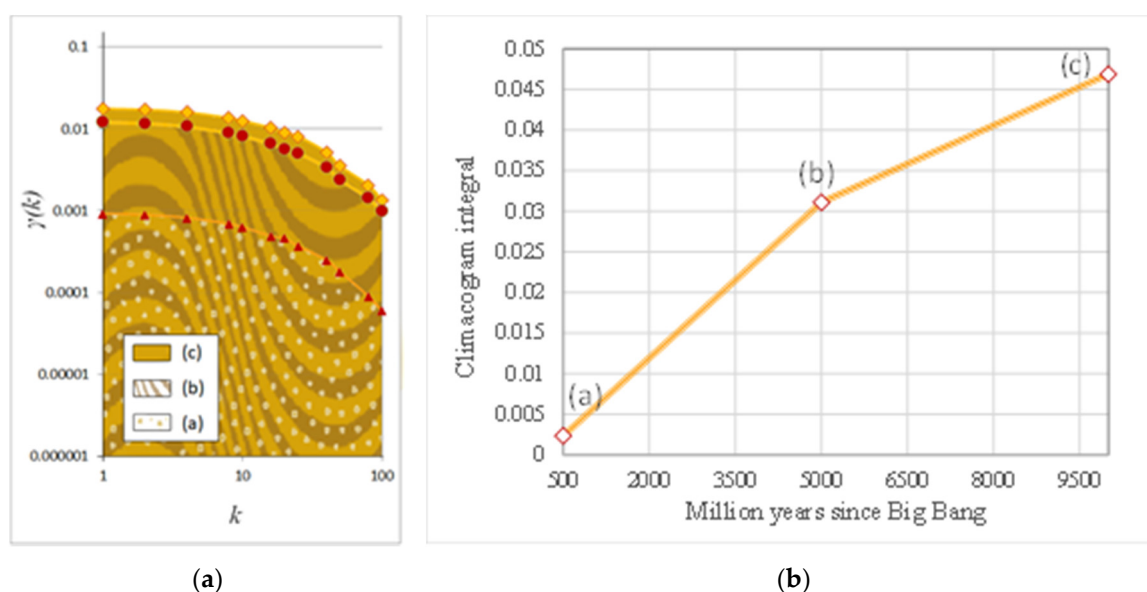 0.1
0.01
0.001
0.0001
0.00001
0.000001
γ(k)
(c)
(b)
(a)
1
10
100
k
(a)
0.05
0.045
0.04
0.035
0.03
0.025
0.02
0.015
0.01
0.005
0
Climacogram integral
(a)
(b)
(c)
500 2000 3500 5000 6500 8000 9500
Million years since Big Bang
(b)